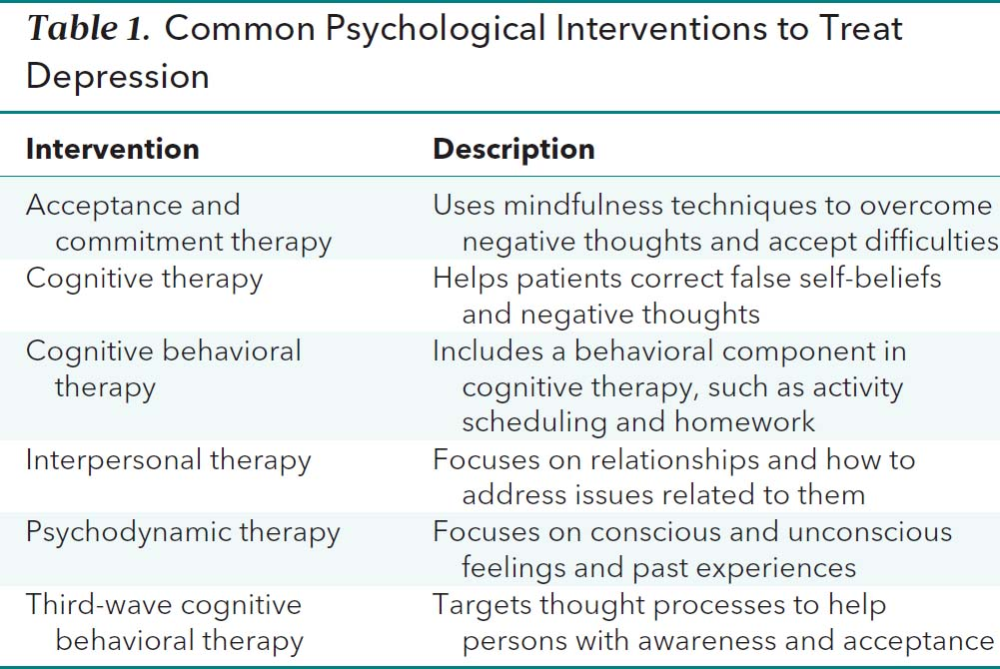 Table 1. Common Psychological Interventions to Treat
Depression
Intervention Description
Acceptance and Uses mindfulness techniques to overcome
commitment therapy negative thoughts and accept difficulties
Cognitive therapy Helps patients correct false self-beliefs
and negative thoughts
Cognitive behavioral Includes a behavioral component in
therapy cognitive therapy, such as activity
scheduling and homework
Interpersonal therapy Focuses on relationships and how to
address issues related to them
Psychodynamic therapy Focuses on conscious and unconscious
feelings and past experiences
Third-wave cognitive Targets thought processes to help
behavioral therapy persons with awareness and acceptance